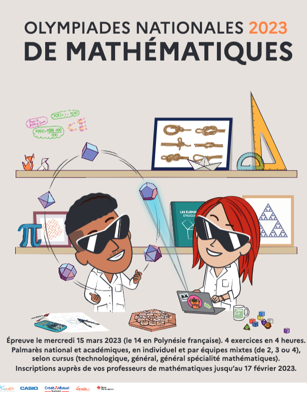 OLYMPIADES NATIONALES 2023
DE MATHÉMATIQUES
LES ÉLÉMENTS
Épreuve le mercredi 15 mars 2023 (le 14 en Polynésie française). 4 exercices en 4 heures.
Palmarès national et académiques, en individuel et par équipes mixtes (de 2, 3 ou 4),
selon cursus (technologique, général, général spécialité mathématiques).
Inscriptions auprès de vos professeurs de mathématiques jusqu'au 17 février 2023.
CASIO